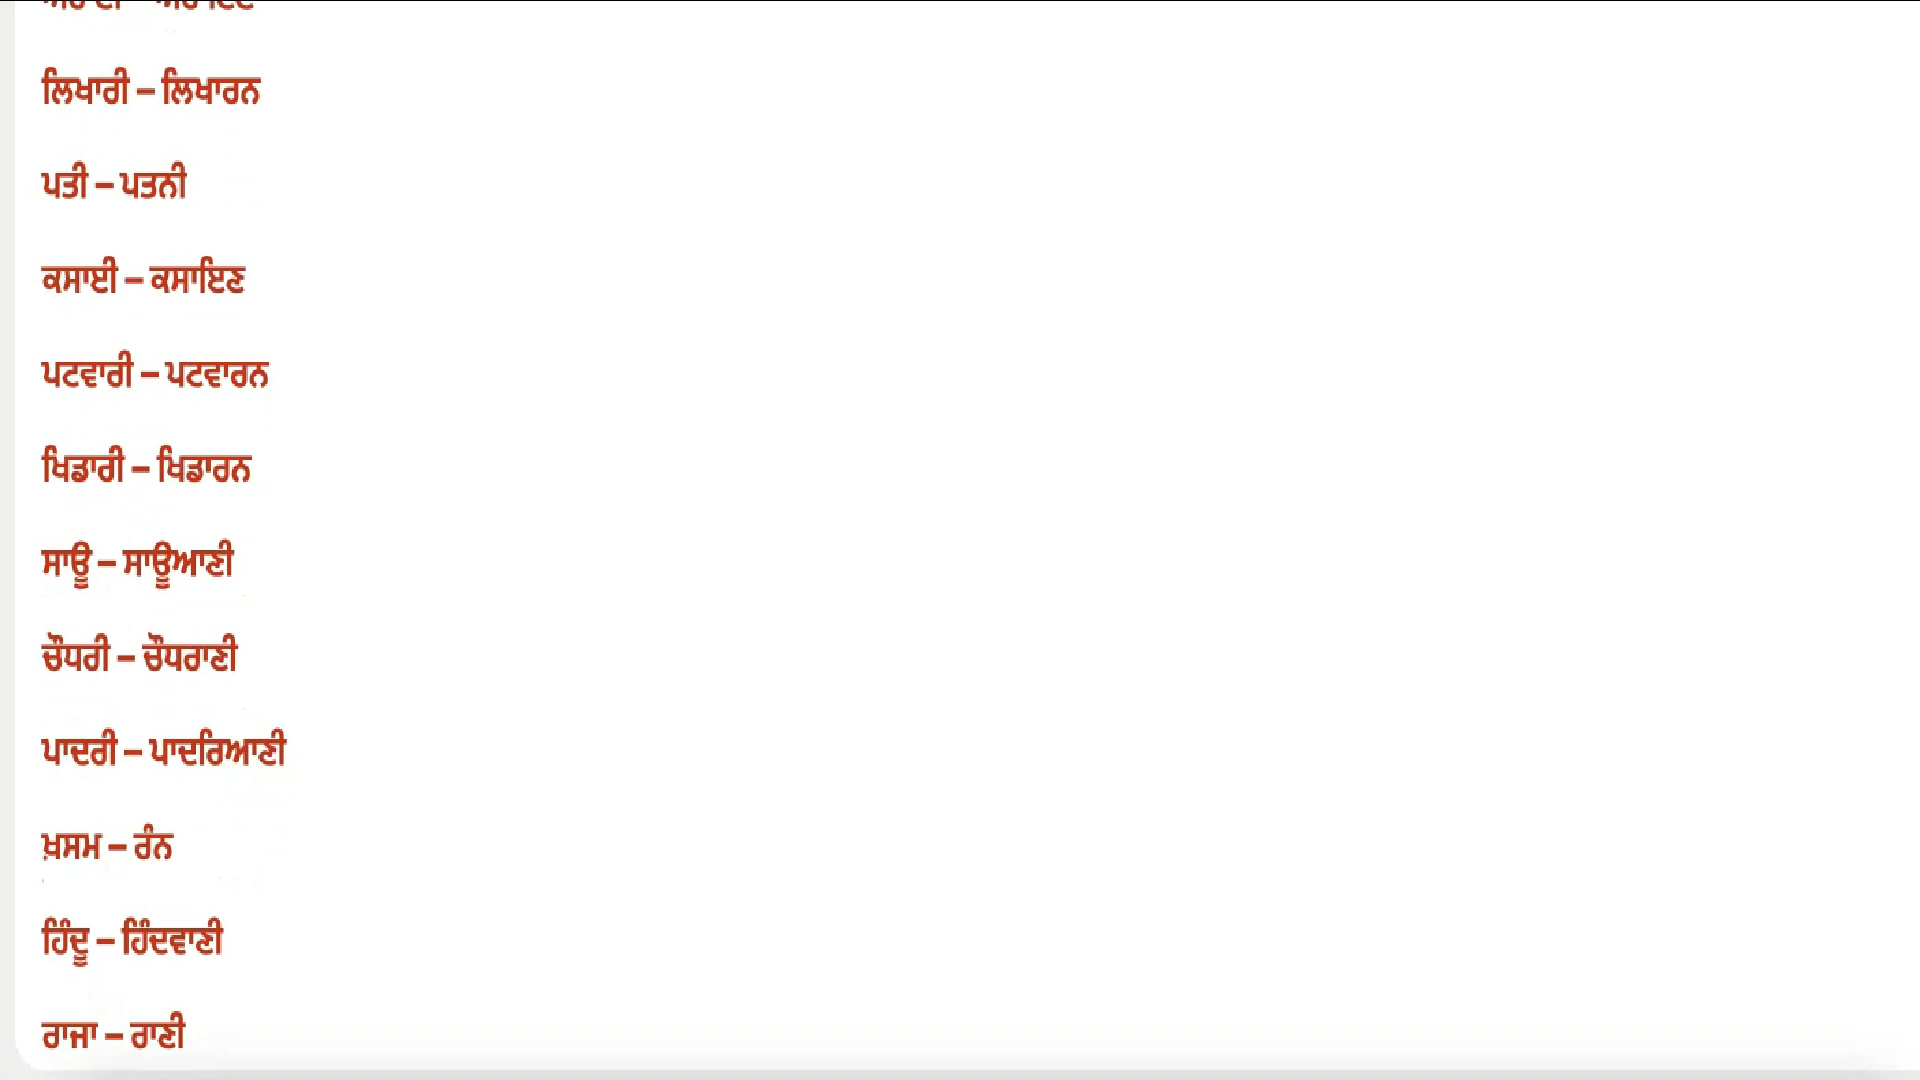 ਲਿਖਾਰੀ – ਲਿਖਾਰਨ
ਪਤੀ – ਪਤਨੀ
ਕਸਾਈ – ਕਸਾਇਣ
ਪਟਵਾਰੀ – ਪਟਵਾਰਨ
ਖਿਡਾਰੀ – ਖਿਡਾਰਨ
ਸਾਊ – ਸਾਊਆਣੀ
ਚੌਧਰੀ – ਚੌਧਰਾਣੀ
ਪਾਦਰੀ – ਪਾਦਰਿਆਣੀ
ਖ਼ਸਮ – ਰੰਨ
ਹਿੰਦੂ – ਹਿੰਦਵਾਣੀ
ਰਾਜਾ – ਰਾਣੀ